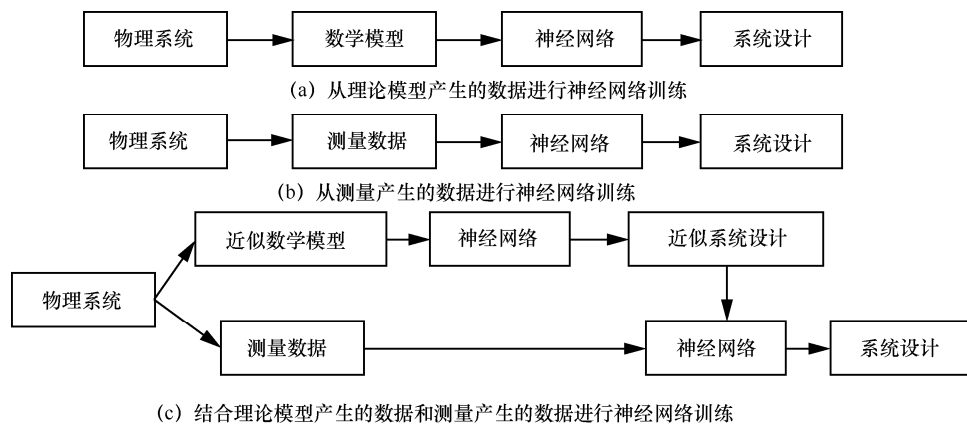 物理系统 数学模型 神经网络 系统设计
(a) 从理论模型产生的数据进行神经网络训练
物理系统 测量数据 神经网络 系统设计
(b) 从测量产生的数据进行神经网络训练
近似数学模型 神经网络 近似系统设计
物理系统
测量数据 神经网络 系统设计
(c) 结合理论模型产生的数据和测量产生的数据进行神经网络训练